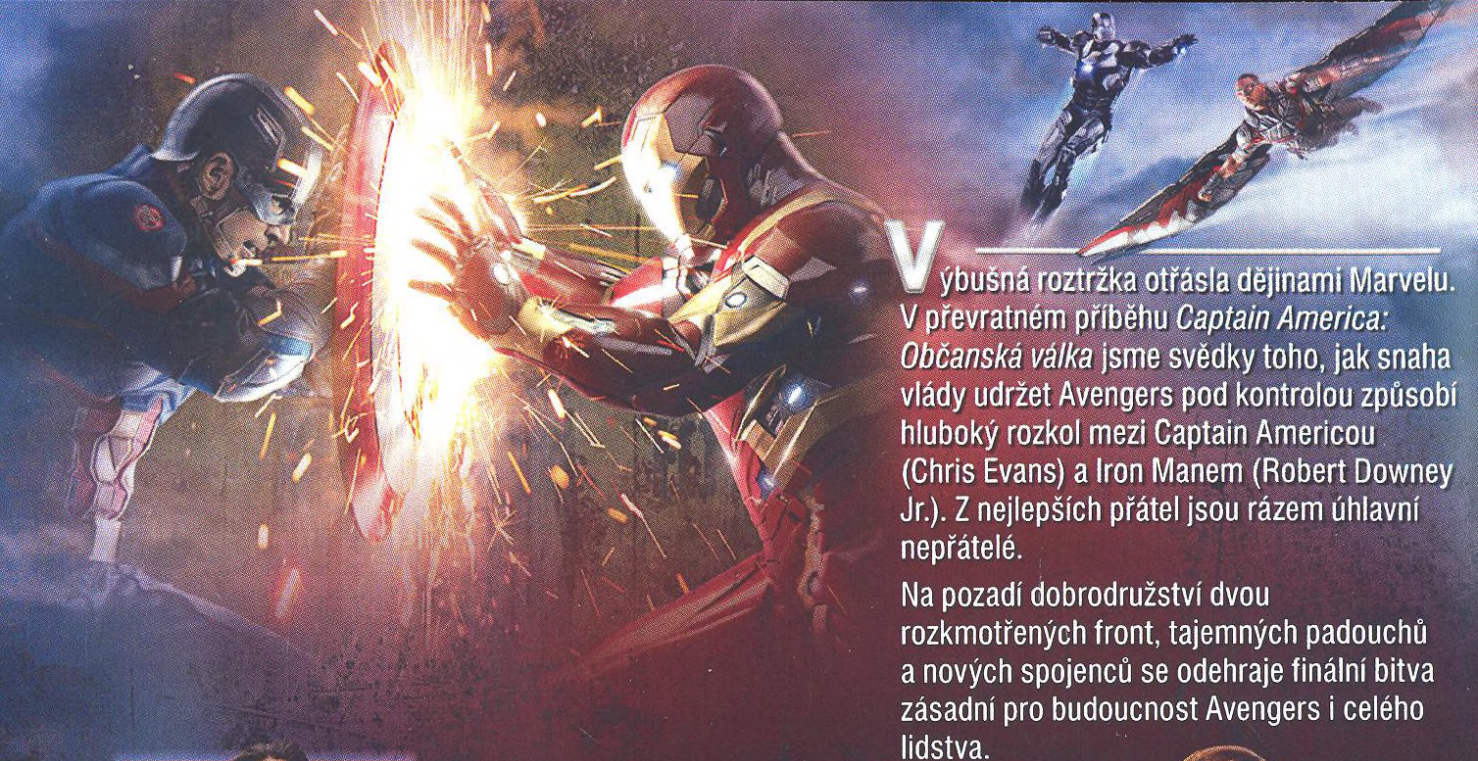 Výbušná roztržka otřásla dějinami Marvelu.
V převratném příběhu Captain America:
Občanská válka jsme svědky toho, jak snaha
vlády udržet Avengers pod kontrolou způsobí
hluboký rozkol mezi Captain Americou
(Chris Evans) a Iron Manem (Robert Downey
Jr.). Z nejlepších přátel jsou rázem úhlavní
nepřátelé.
Na pozadí dobrodružství dvou
rozkmotřených front, tajemných padouchů
a nových spojenců se odehraje finální bitva
zásadní pro budoucnost Avengers i celého
lidstva.